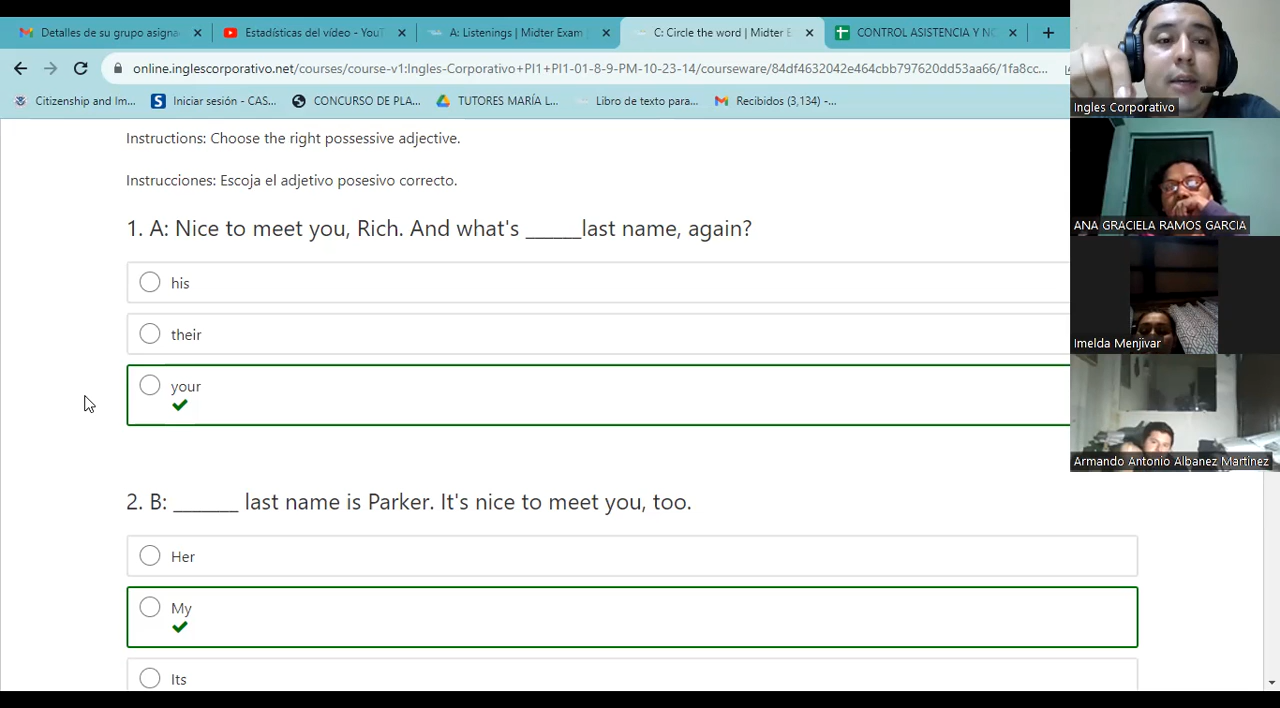 Detalles de su grupo asigna
Estadísticas del vídeo - YouT
A: Listenings | Midter Exam
C: Circle the word | Midter E
CONTROL ASISTENCIA Y NO
online.inglescorporativo.net/courses/course-v1:Ingles-Corporativo+PI1+PI1-01-8-9-PM-10-23-14/courseware/84df4632042e464cbb797620dd53aa66/1fa8cc...
Citizenship and Im...
Iniciar sesión - CAS...
CONCURSO DE PLA...
TUTORES MARÍA L...
Libro de texto para...
Recibidos (3,134) -...
Instructions: Choose the right possessive adjective.
Instrucciones: Escoja el adjetivo posesivo correcto.
1. A: Nice to meet you, Rich. And what's ______last name, again?
his
their
your
2. B: _______ last name is Parker. It's nice to meet you, too.
Her
My
Its
Ingles Corporativo
ANA GRACIELA RAMOS GARCIA
Imelda Menjivar
Armando Antonio Albanez Martinez